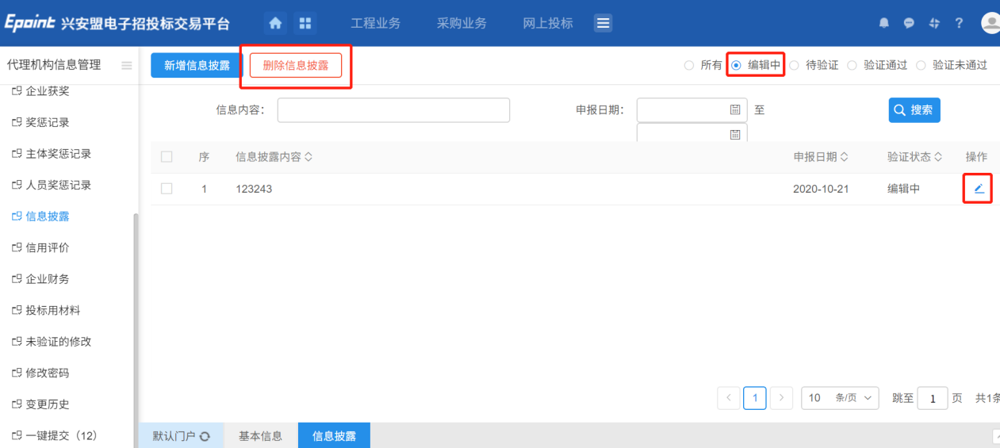 Epoint 兴安盟电子招投标交易平台 工程业务 采购业务 网上投标 ?
代理机构信息管理 新增信息披露 删除信息披露 所有 编辑中 待验证 验证通过 验证未通过
企业获奖
信息内容: 申报日期: 至 搜索
奖惩记录
主体奖惩记录
序 信息披露内容 申报日期 验证状态 操作
人员奖惩记录
1 123243 2020-10-21 编辑中
信息披露
信用评价
企业财务
投标用材料
未验证的修改
修改密码
变更历史
1 10 条/页 跳至 1 页 共1条
一键提交（12）
默认门户 基本信息 信息披露